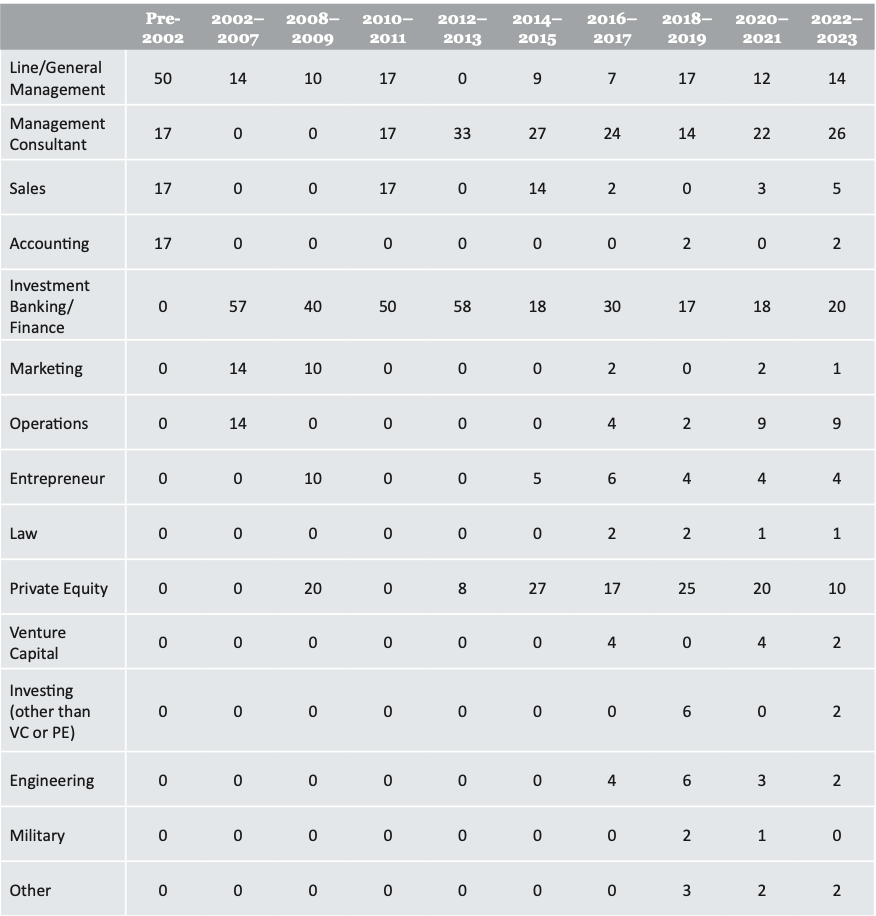 Pre-2002 2002–2007 2008–2009 2010–2011 2012–2013 2014–2015 2016–2017 2018–2019 2020–2021 2022–2023
Line/General Management 50 14 10 17 0 9 7 17 12 14
Management Consultant 17 0 0 17 33 27 24 14 22 26
Sales 17 0 0 17 0 14 2 0 3 5
Accounting 17 0 0 0 0 0 0 2 0 2
Investment Banking/ Finance 0 57 40 50 58 18 30 17 18 20
Marketing 0 14 10 0 0 0 2 0 2 1
Operations 0 14 0 0 0 0 4 2 9 9
Entrepreneur 0 0 10 0 0 5 6 4 4 4
Law 0 0 0 0 0 0 2 2 1 1
Private Equity 0 0 20 0 8 27 17 25 20 10
Venture Capital 0 0 0 0 0 0 4 0 4 2
Investing (other than VC or PE) 0 0 0 0 0 0 0 6 0 2
Engineering 0 0 0 0 0 0 4 6 3 2
Military 0 0 0 0 0 0 0 2 1 0
Other 0 0 0 0 0 0 0 3 2 2